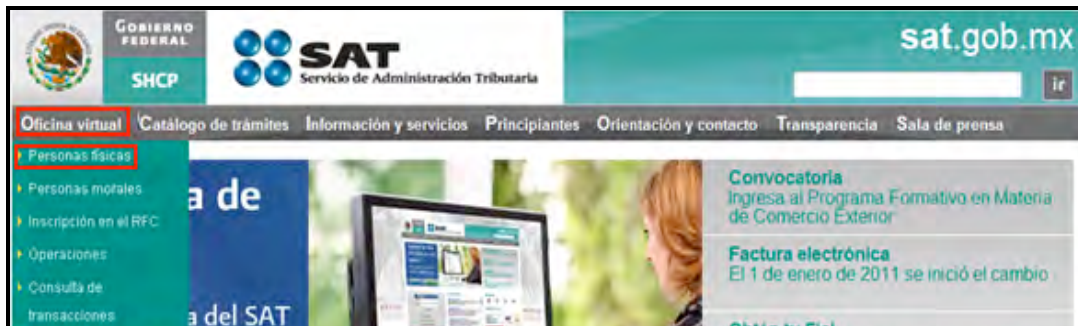 GOBIERNO
FEDERAL
SHCP
SAT
Servicio de Administración Tributaria
sat.gob.mx
ir
Oficina virtual Catálogo de trámites Información y servicios Principiantes Orientación y contacto Transparencia Sala de prensa
Personas físicas
Personas morales
Inscripción en el RFC
Operaciones
Consulta de
transacciones
a de
a del SAT
Convocatoria
Ingresa al Programa Formativo en Materia
de Comercio Exterior
Factura electrónica
El 1 de enero de 2011 se inició el cambio